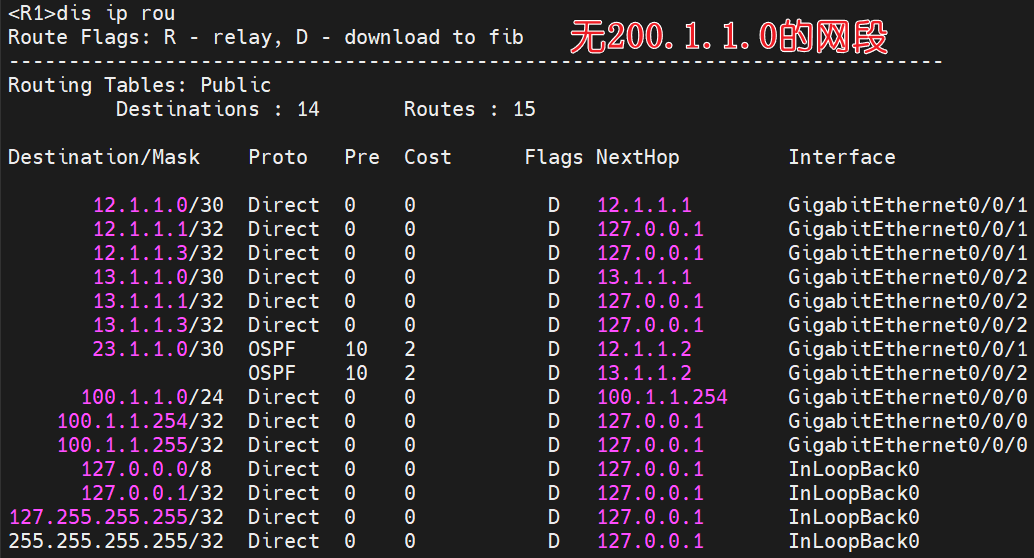 <R1>dis ip rou
Route Flags: R - relay, D - download to fib
无200.1.1.0的网段
------------------------------------------------------------------------------
Routing Tables: Public
         Destinations : 14       Routes : 15

Destination/Mask    Proto   Pre  Cost      Flags NextHop         Interface

       12.1.1.0/30  Direct  0    0           D   12.1.1.1        GigabitEthernet0/0/1
       12.1.1.1/32  Direct  0    0           D   127.0.0.1       GigabitEthernet0/0/1
       12.1.1.3/32  Direct  0    0           D   127.0.0.1       GigabitEthernet0/0/1
       13.1.1.0/30  Direct  0    0           D   13.1.1.1        GigabitEthernet0/0/2
       13.1.1.1/32  Direct  0    0           D   127.0.0.1       GigabitEthernet0/0/2
       13.1.1.3/32  Direct  0    0           D   127.0.0.1       GigabitEthernet0/0/2
       23.1.1.0/30  OSPF    10   2           D   12.1.1.2        GigabitEthernet0/0/1
                    OSPF    10   2           D   13.1.1.2        GigabitEthernet0/0/2
      100.1.1.0/24  Direct  0    0           D   100.1.1.254     GigabitEthernet0/0/0
    100.1.1.254/32  Direct  0    0           D   127.0.0.1       GigabitEthernet0/0/0
    100.1.1.255/32  Direct  0    0           D   127.0.0.1       GigabitEthernet0/0/0
      127.0.0.0/8   Direct  0    0           D   127.0.0.1       InLoopBack0
      127.0.0.1/32  Direct  0    0           D   127.0.0.1       InLoopBack0
127.255.255.255/32  Direct  0    0           D   127.0.0.1       InLoopBack0
255.255.255.255/32  Direct  0    0           D   127.0.0.1       InLoopBack0